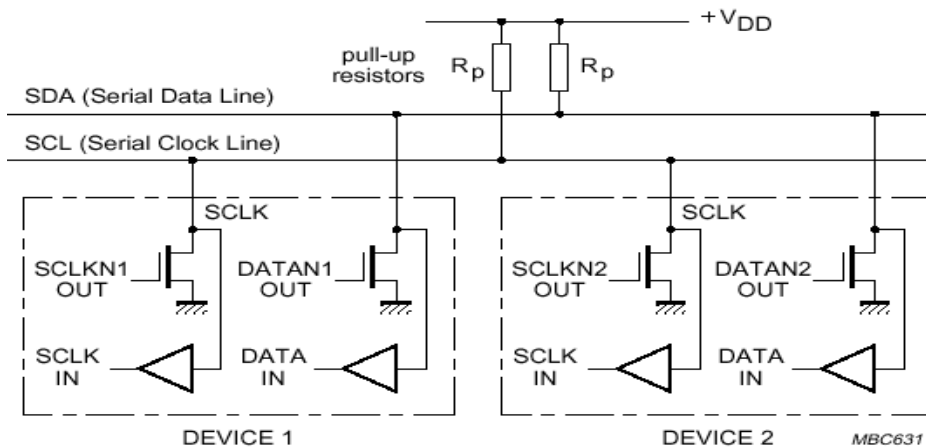 +VDD
pull-up
resistors
Rp
Rp
SDA (Serial Data Line)
SCL (Serial Clock Line)
SCLK
SCLK
SCLKN1
OUT
DATAN1
OUT
SCLKN2
OUT
DATAN2
OUT
SCLK
IN
DATA
IN
SCLK
IN
DATA
IN
DEVICE 1
DEVICE 2
MBC631